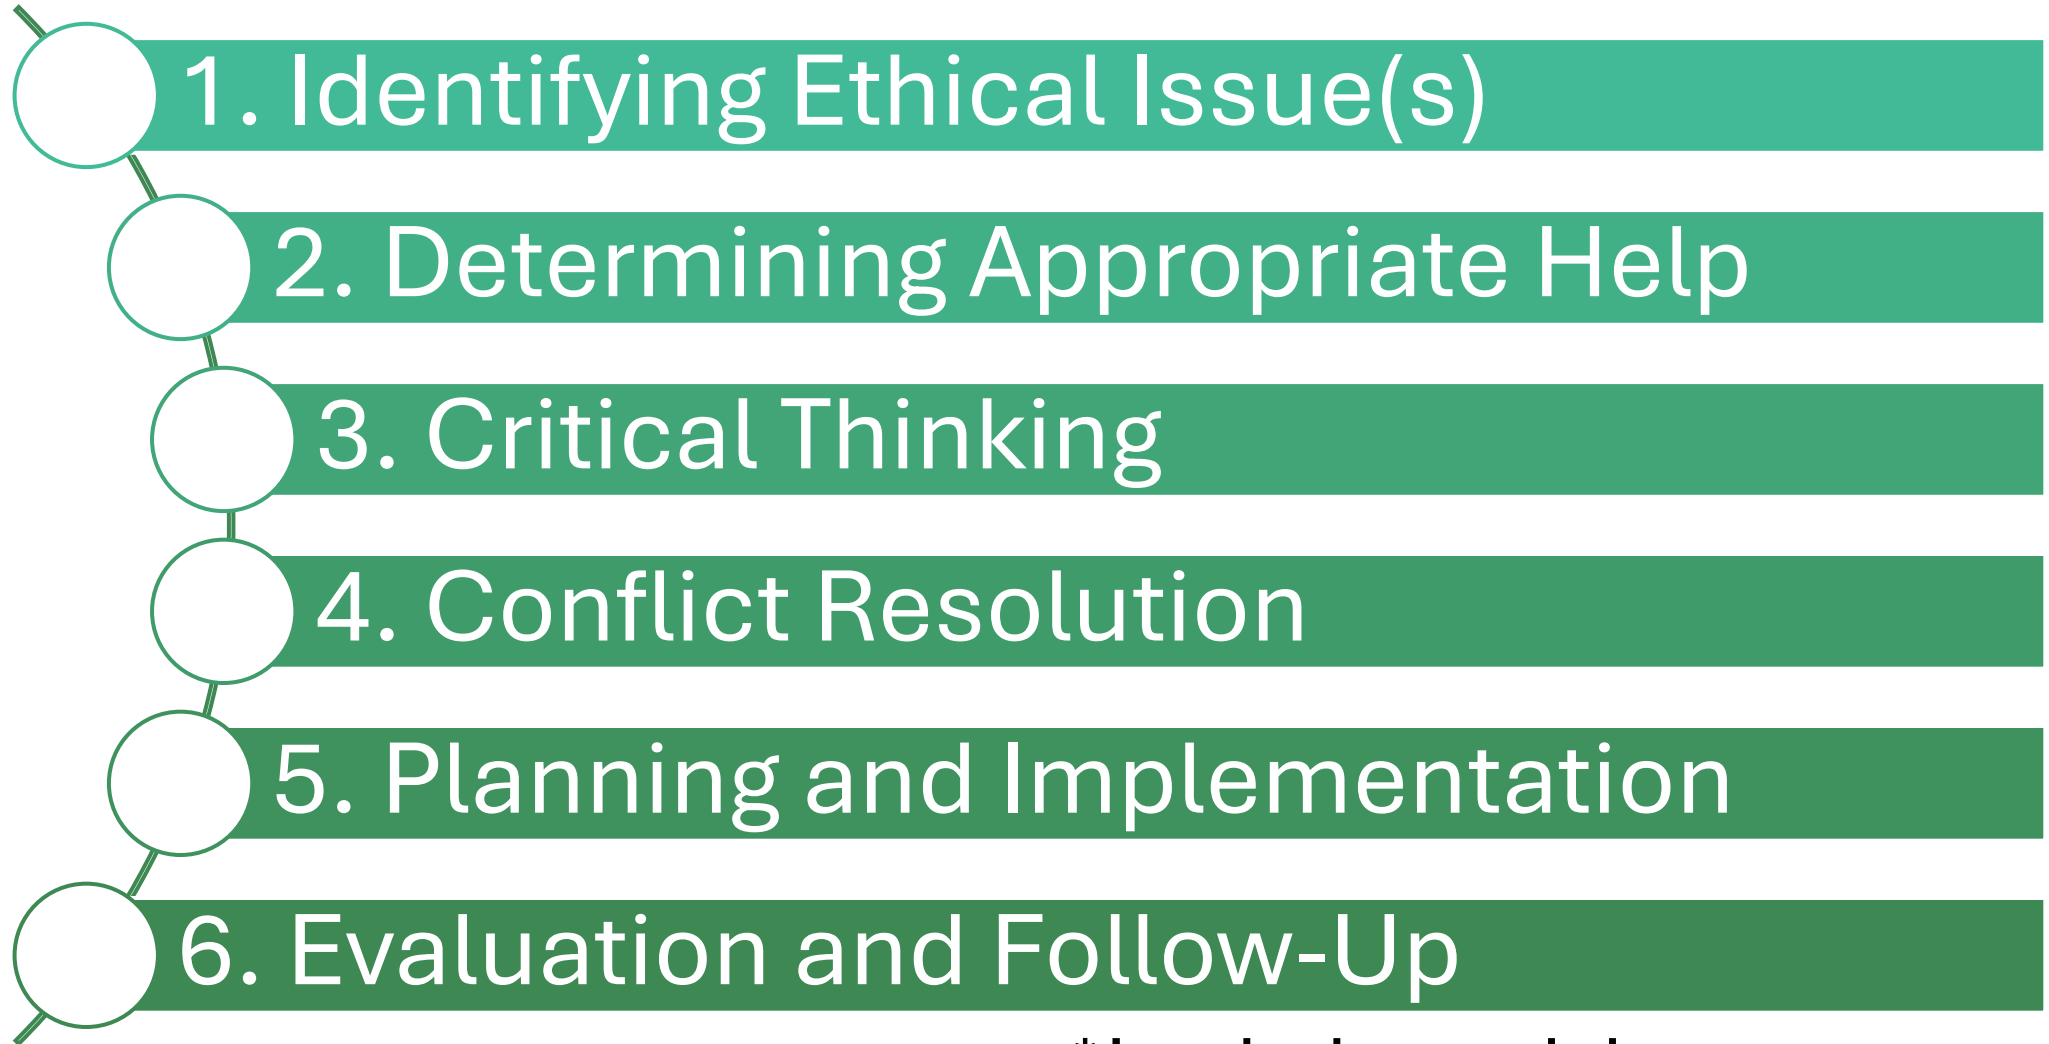 1. Identifying Ethical Issue(s)
2. Determining Appropriate Help
3. Critical Thinking
4. Conflict Resolution
5. Planning and Implementation
6. Evaluation and Follow-Up